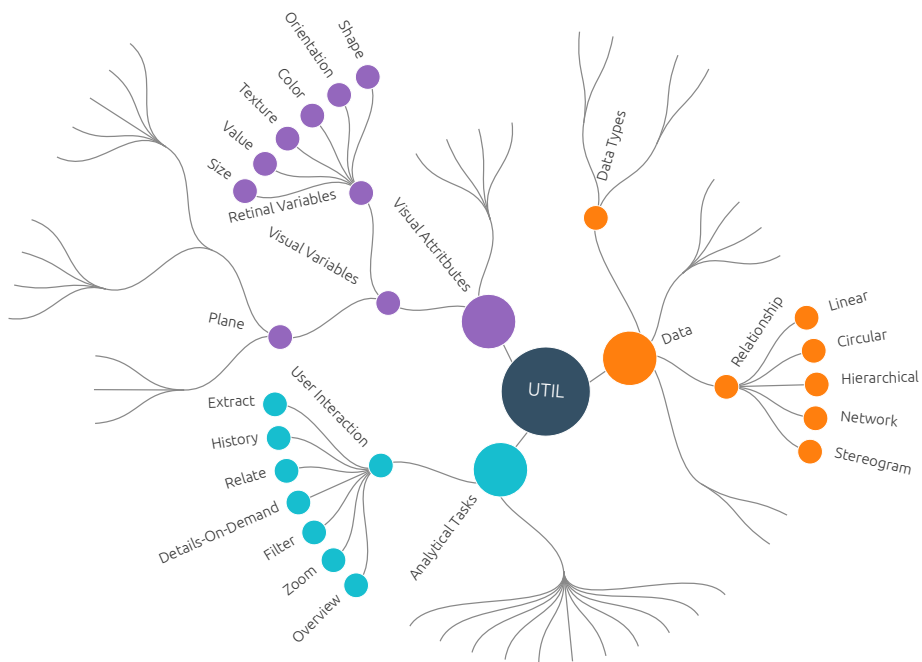 Orientation
Shape
Color
Texture
Value
Size
Retinal Variables
Visual Variables
Visual Attritbutes
Plane
Data Types
Data
Relationship
Linear
Circular
Hierarchical
Network
Stereogram
UTIL
User Interaction
Extract
History
Relate
Details-On-Demand
Filter
Zoom
Overview
Analytical Tasks